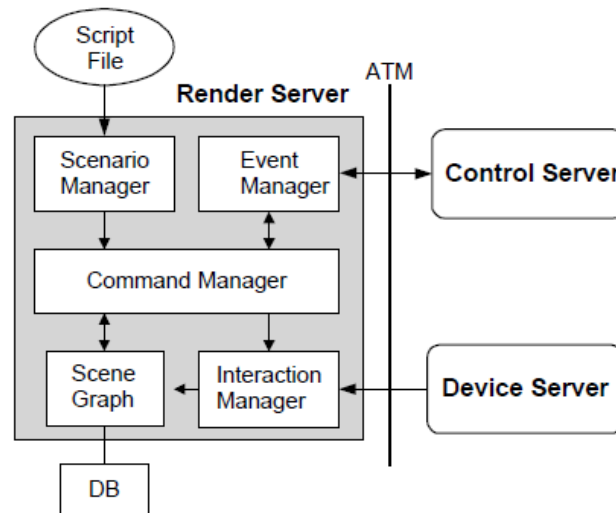 Script
File
ATM
Render Server
Scenario
Manager
Event
Manager
Control Server
Command Manager
Scene
Graph
Interaction
Manager
Device Server
DB